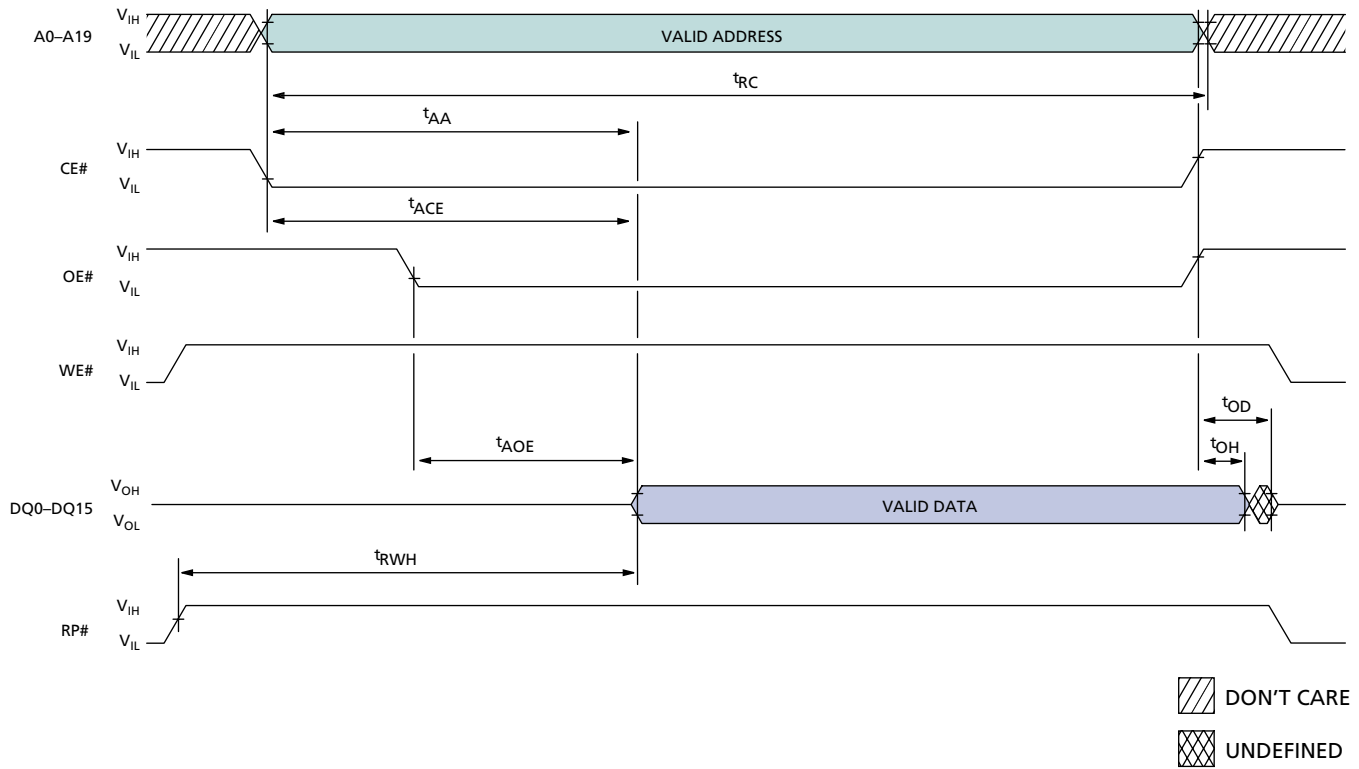 VIH
A0–A19
VALID ADDRESS
VIL
tRC
tAA
VIH
CE#
VIL
tACE
VIH
OE#
VIL
VIH
WE#
VIL
tOD
tAOE
tOH
VOH
DQ0–DQ15
VALID DATA
VOL
tRWH
VIH
RP#
VIL
DON'T CARE
UNDEFINED